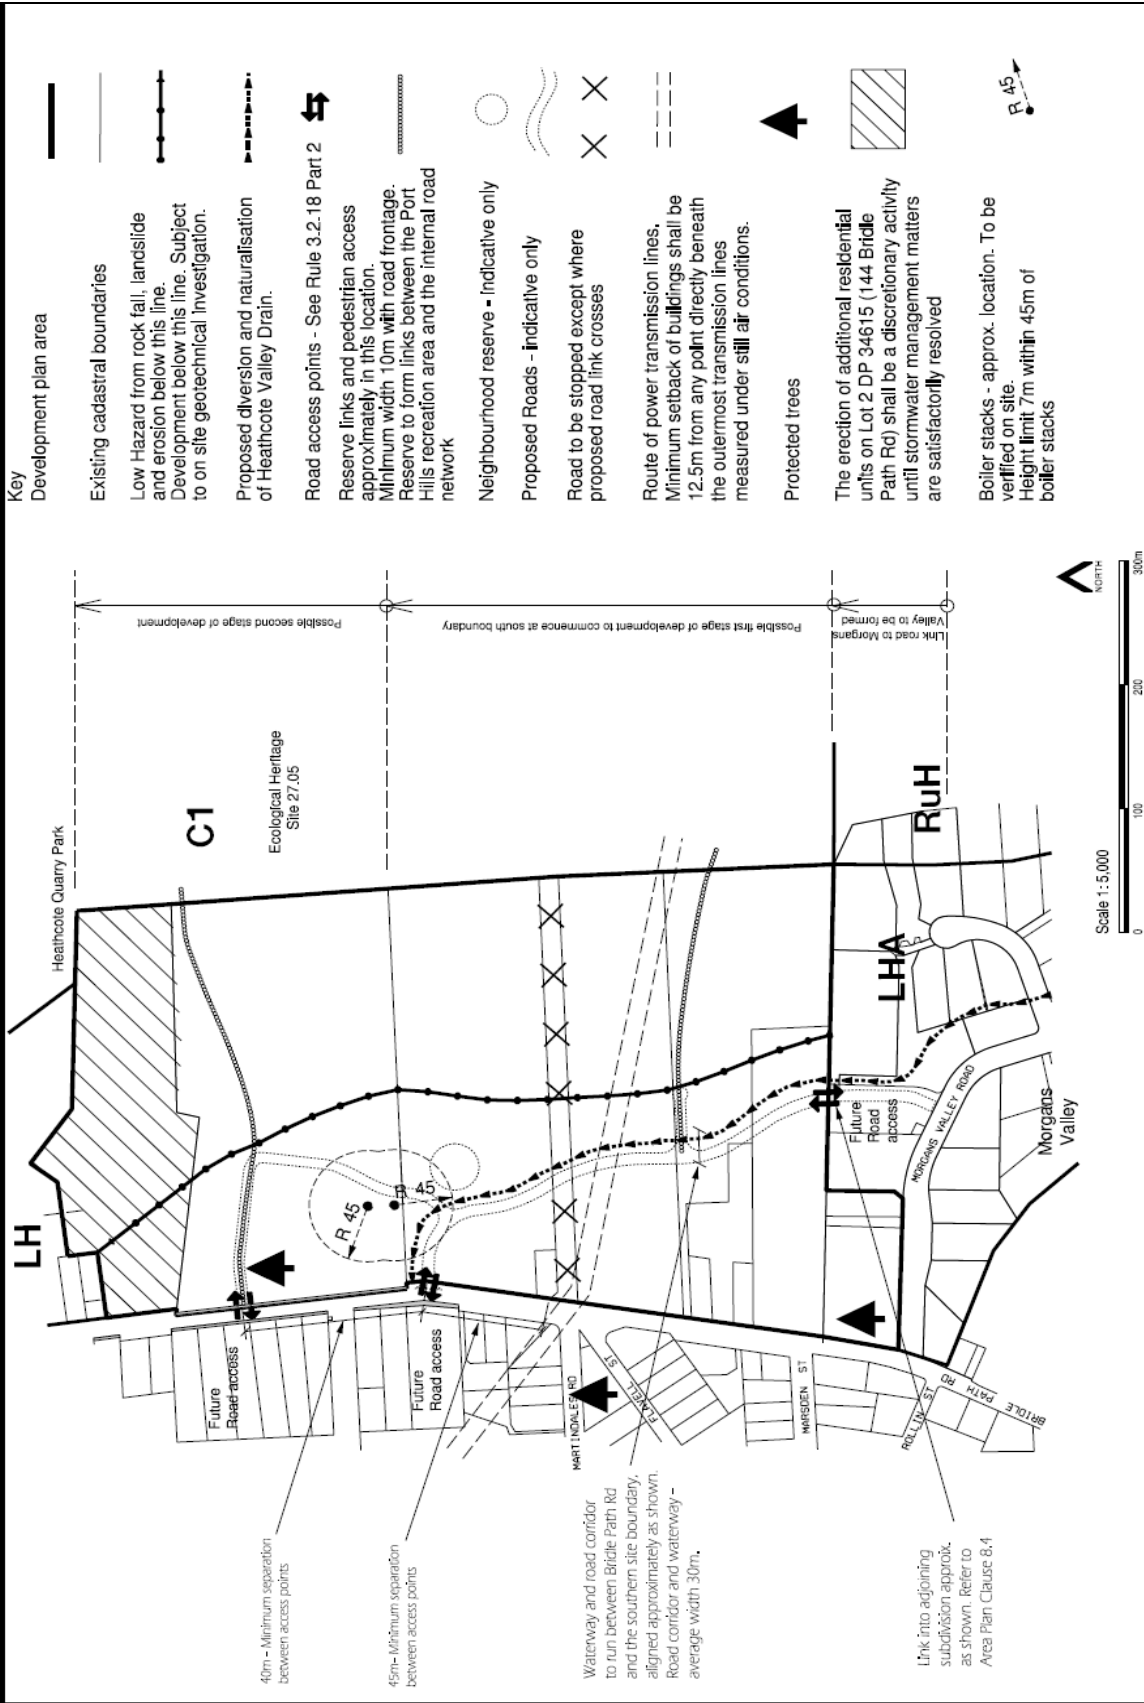 Key
Development plan area
Existing cadastral boundaries
Low Hazard from rock fall, landslide
and erosion below this line.
Development below this line. Subject
to on site geotechnical investigation.
Proposed diversion and naturalisation
of Heathcote Valley Drain.
Road access points - See Rule 3.2.18 Part 2
Reserve links and pedestrian access
approximately in this location.
Minimum width 10m with road frontage.
Reserve to form links between the Port
Hills recreation area and the internal road
network
Neighbourhood reserve - indicative only
Proposed Roads - indicative only
Road to be stopped except where
proposed road link crosses
Route of power transmission lines,
Minimum setback of buildings shall be
12.5m from any point directly beneath
the outermost transmission lines
measured under still air conditions.
Protected trees
The erection of additional residential
units on Lot 2 DP 34615 (144 Bridle
Path Rd) shall be a discretionary activity
until stormwater management matters
are satisfactorily resolved
Boiler stacks - approx. location. To be
verified on site.
Height limit 7m within 45m of
boiler stacks
R 45
Possible second stage of development
Possible first stage of development to commence at south boundary
Link road to Morgans
Valley to be formed
NORTH
Heathcote Quarry Park
C1
Ecological Heritage
Site 27.05
RuH
LHA
LH
R 45
R 45
Future
Road access
Future
Road access
Future
Road
access
MORGANS VALLEY ROAD
Morgans
Valley
MARTINDALES RD
FLAVELL ST
MARSDEN ST
ROLLIN ST
BRIDLE PATH RD
40m - Minimum separation
between access points
45m- Minimum separation
between access points
Waterway and road corridor
to run between Bridle Path Rd
and the southern site boundary,
aligned approximately as shown.
Road corridor and waterway -
average width 30m.
Link into adjoining
subdivision approix.
as shown. Refer to
Area Plan Clause 8.4
Scale 1:5,000
0 100 200 300m